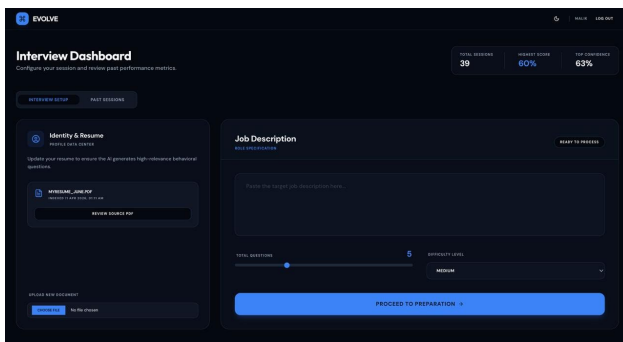 EVOLVE
MALIB LOG OUT
Interview Dashboard
Configure your session and review past performance metrics.
TOTAL SESSIONS HIGHEST SCORE TOP CONFIDENCE
39 60% 63%
INTERVIEW SETUP PAST SESSIONS
Identity & Resume
PROFILE DATA CENTER
Update your resume to ensure the AI generates high-relevance behavioral
questions.
MYRESUME_JUNE.PDF
REVIEW SOURCE PDF
UPLOAD NEW DOCUMENT
CHOOSE FILE No file chosen
Job Description
ROLE SPECIFICATION
READY TO PROCESS
Paste the target job description here...
TOTAL QUESTIONS 5
DIFFICULTY LEVEL
MEDIUM
PROCEED TO PREPARATION →